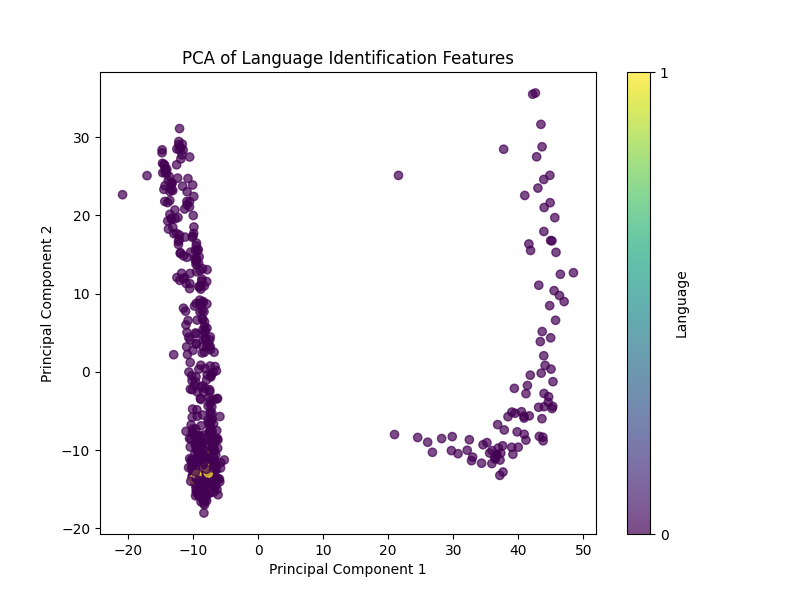 PCA of Language Identification Features
Principal Component 2
30
20
10
0
−10
−20
−20 −10 0 10 20 30 40 50
Principal Component 1
1
0
Language